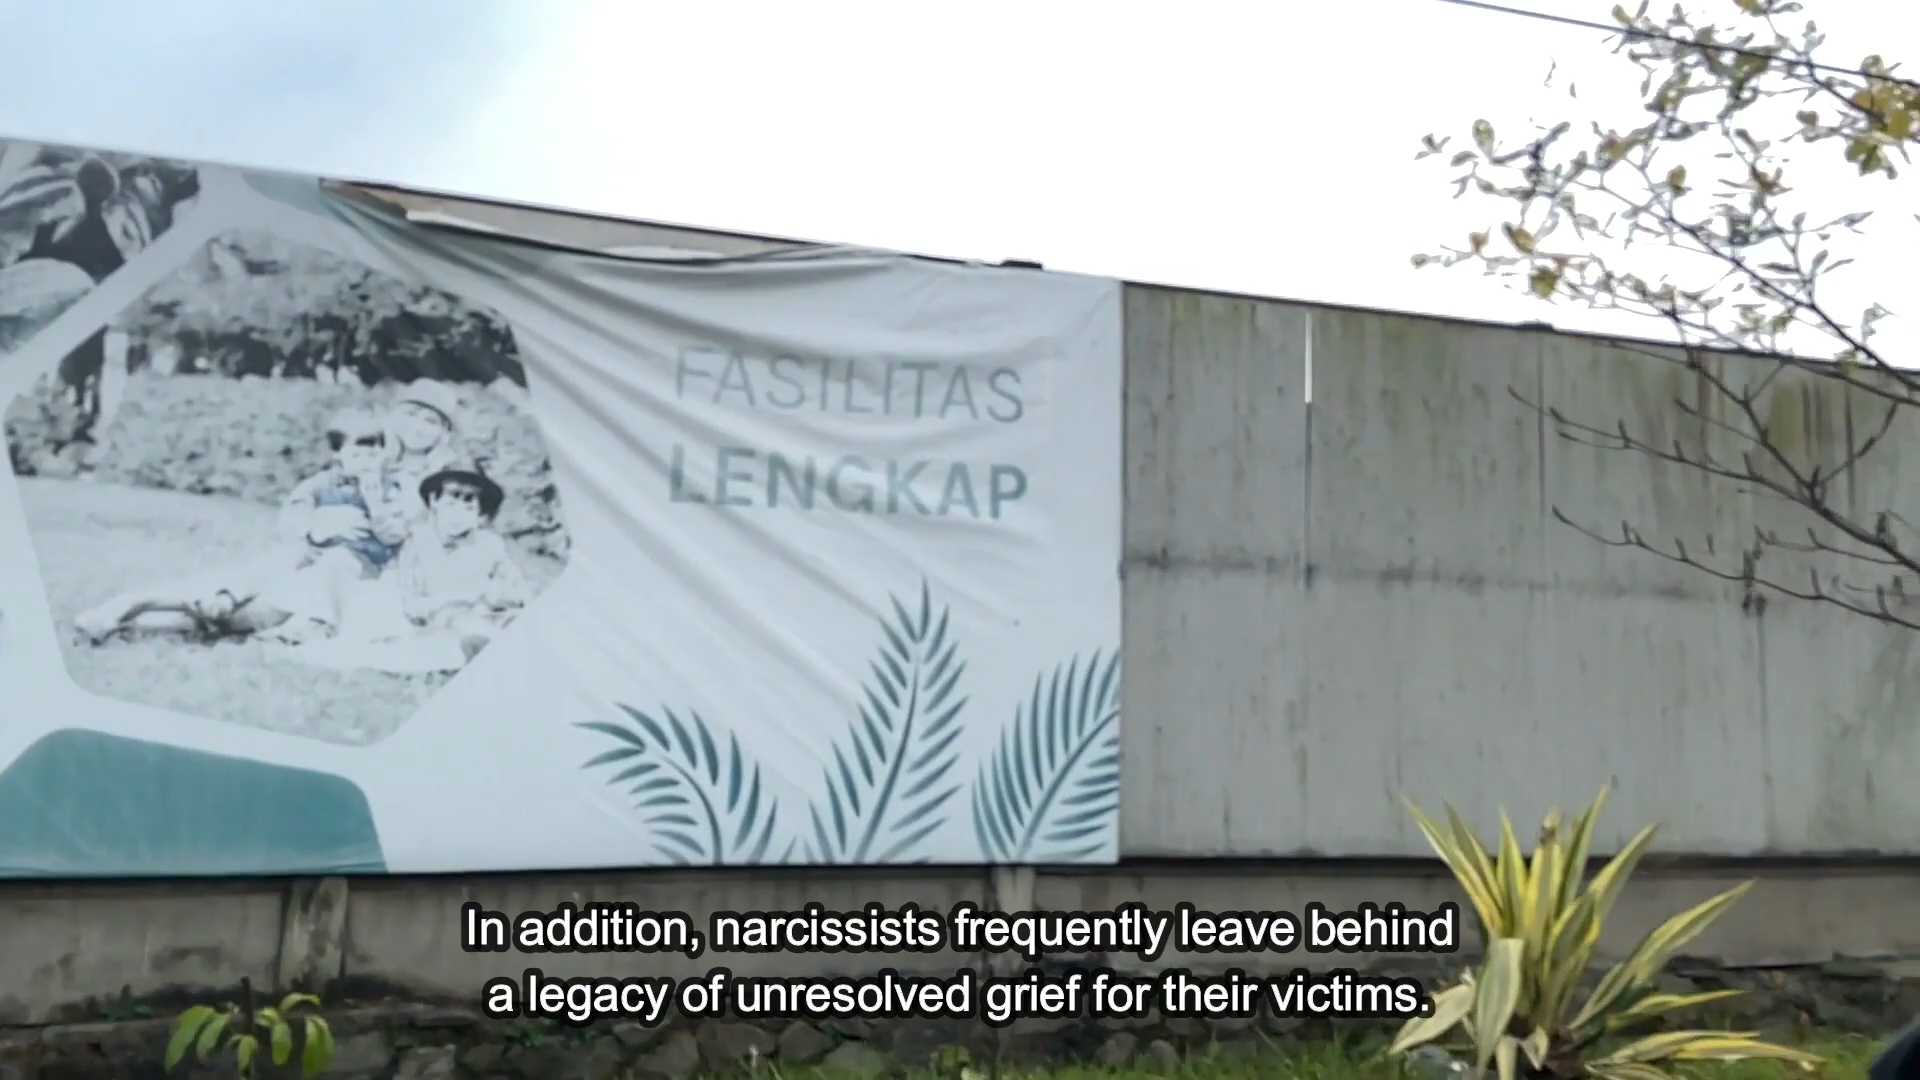 FASILITAS
LENGKAP
In addition, narcissists frequently leave behind
a legacy of unresolved grief for their victims.